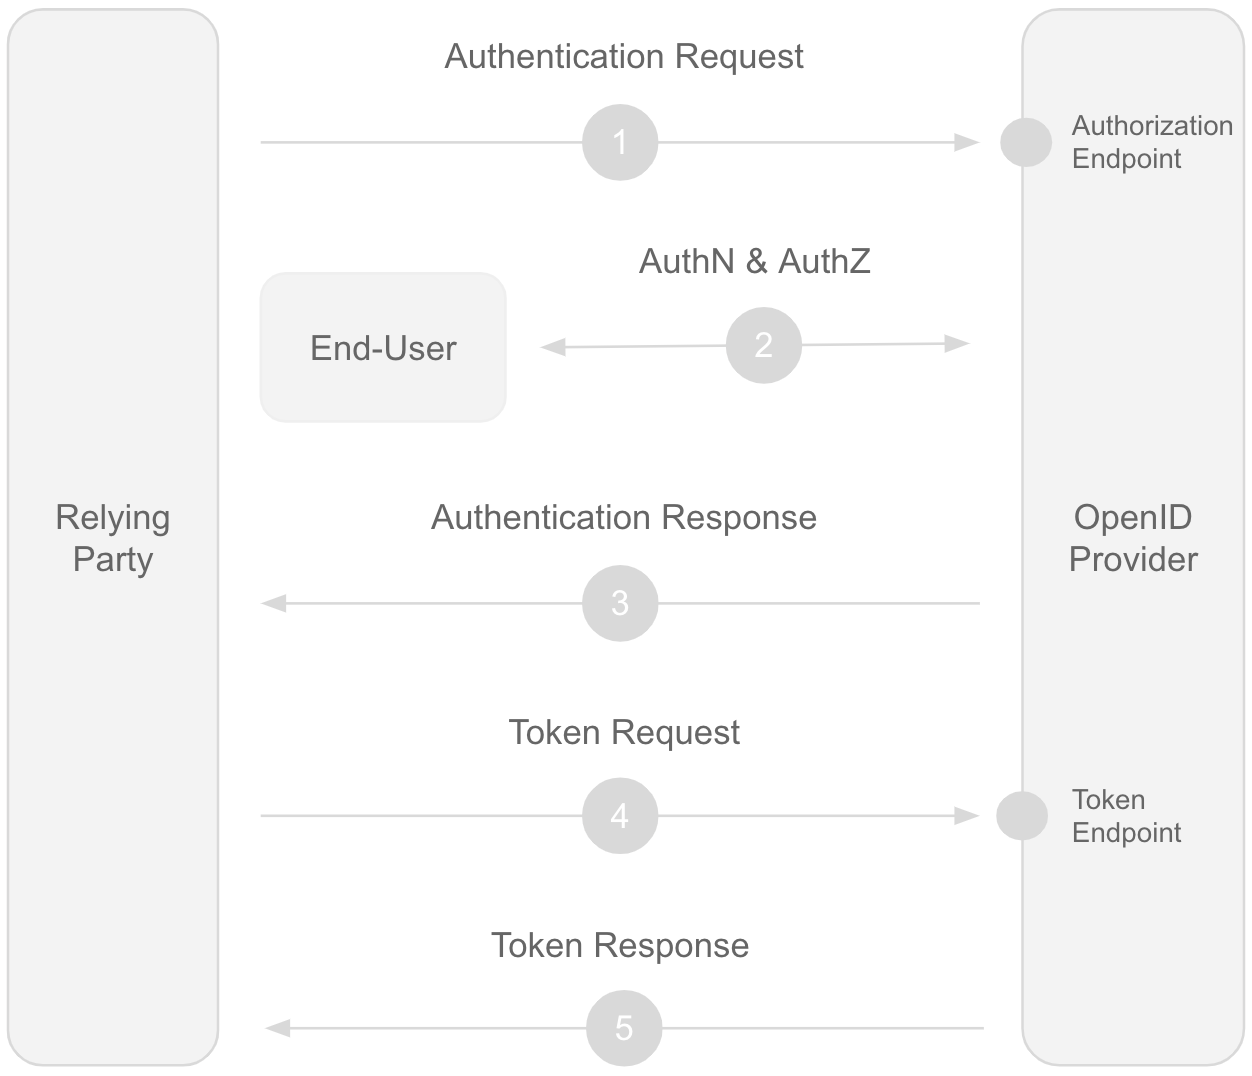 Authentication Request
1
Authorization
Endpoint
AuthN & AuthZ
End-User
2
Authentication Response
Relying
Party
OpenID
Provider
3
Token Request
4
Token
Endpoint
Token Response
5